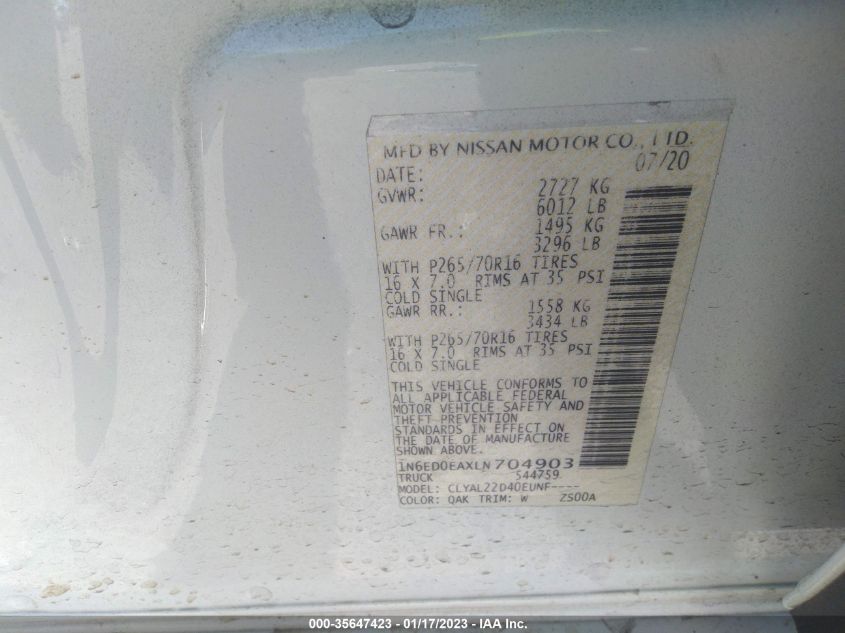 MFD BY NISSAN MOTOR CO., LTD.
DATE: 07/20
GVWR: 2727 KG
6012 LB
GAWR FR.: 1495 KG
3296 LB
WITH P265/70R16 TIRES
16 X 7.0 RIMS AT 35 PSI
COLD SINGLE
GAWR RR.: 1558 KG
3434 LB
WITH P265/70R16 TIRES
16 X 7.0 RIMS AT 35 PSI
COLD SINGLE
THIS VEHICLE CONFORMS TO
ALL APPLICABLE FEDERAL
MOTOR VEHICLE SAFETY AND
THEFT PREVENTION
STANDARDS IN EFFECT ON
THE DATE OF MANUFACTURE
SHOWN ABOVE.
1N6ED0EAXLN704903
TRUCK 544759
MODEL: CLYAL22D40EUNF----
COLOR: QAK TRIM: W ZS00A
000-35647423 - 01/17/2023 - IAA Inc.